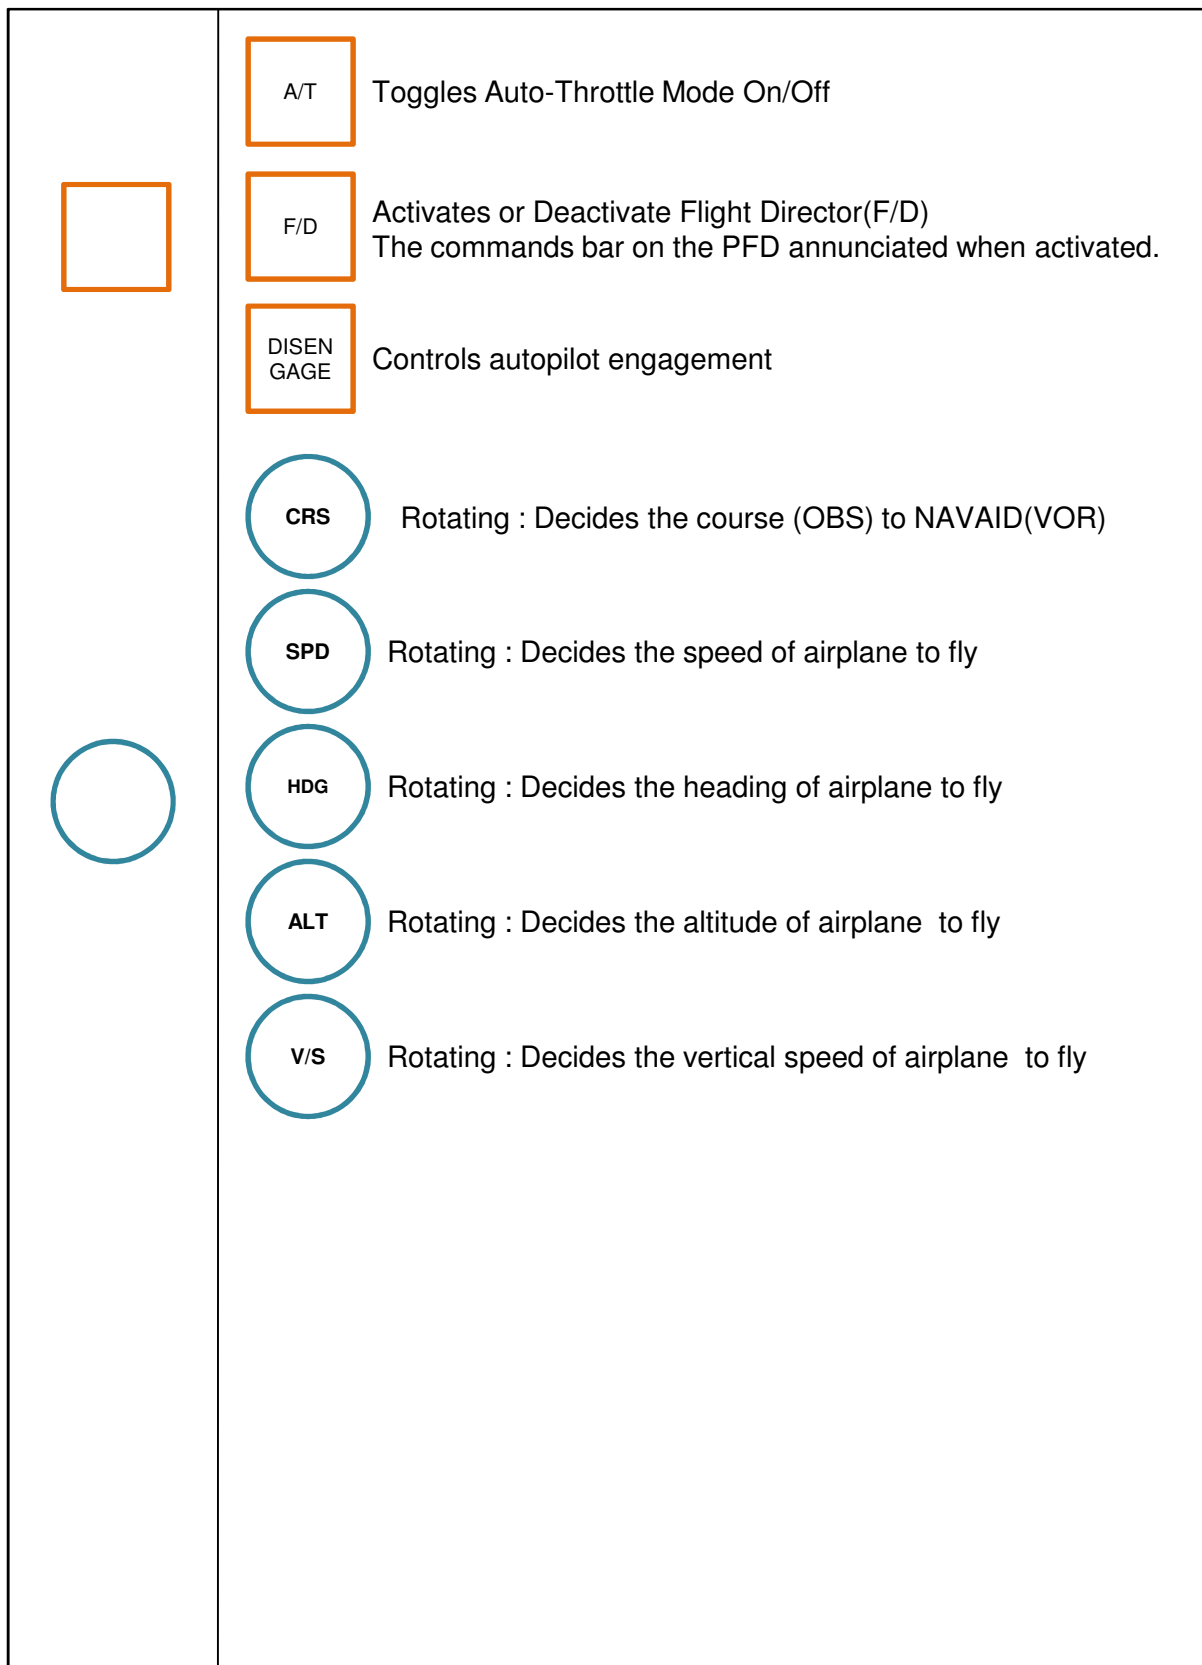 A/T
Toggles Auto-Throttle Mode On/Off
F/D
Activates or Deactivate Flight Director(F/D)
The commands bar on the PFD annunciated when activated.
DISEN
GAGE
Controls autopilot engagement
CRS
Rotating : Decides the course (OBS) to NAVAID(VOR)
SPD
Rotating : Decides the speed of airplane to fly
HDG
Rotating : Decides the heading of airplane to fly
ALT
Rotating : Decides the altitude of airplane  to fly
V/S
Rotating : Decides the vertical speed of airplane  to fly